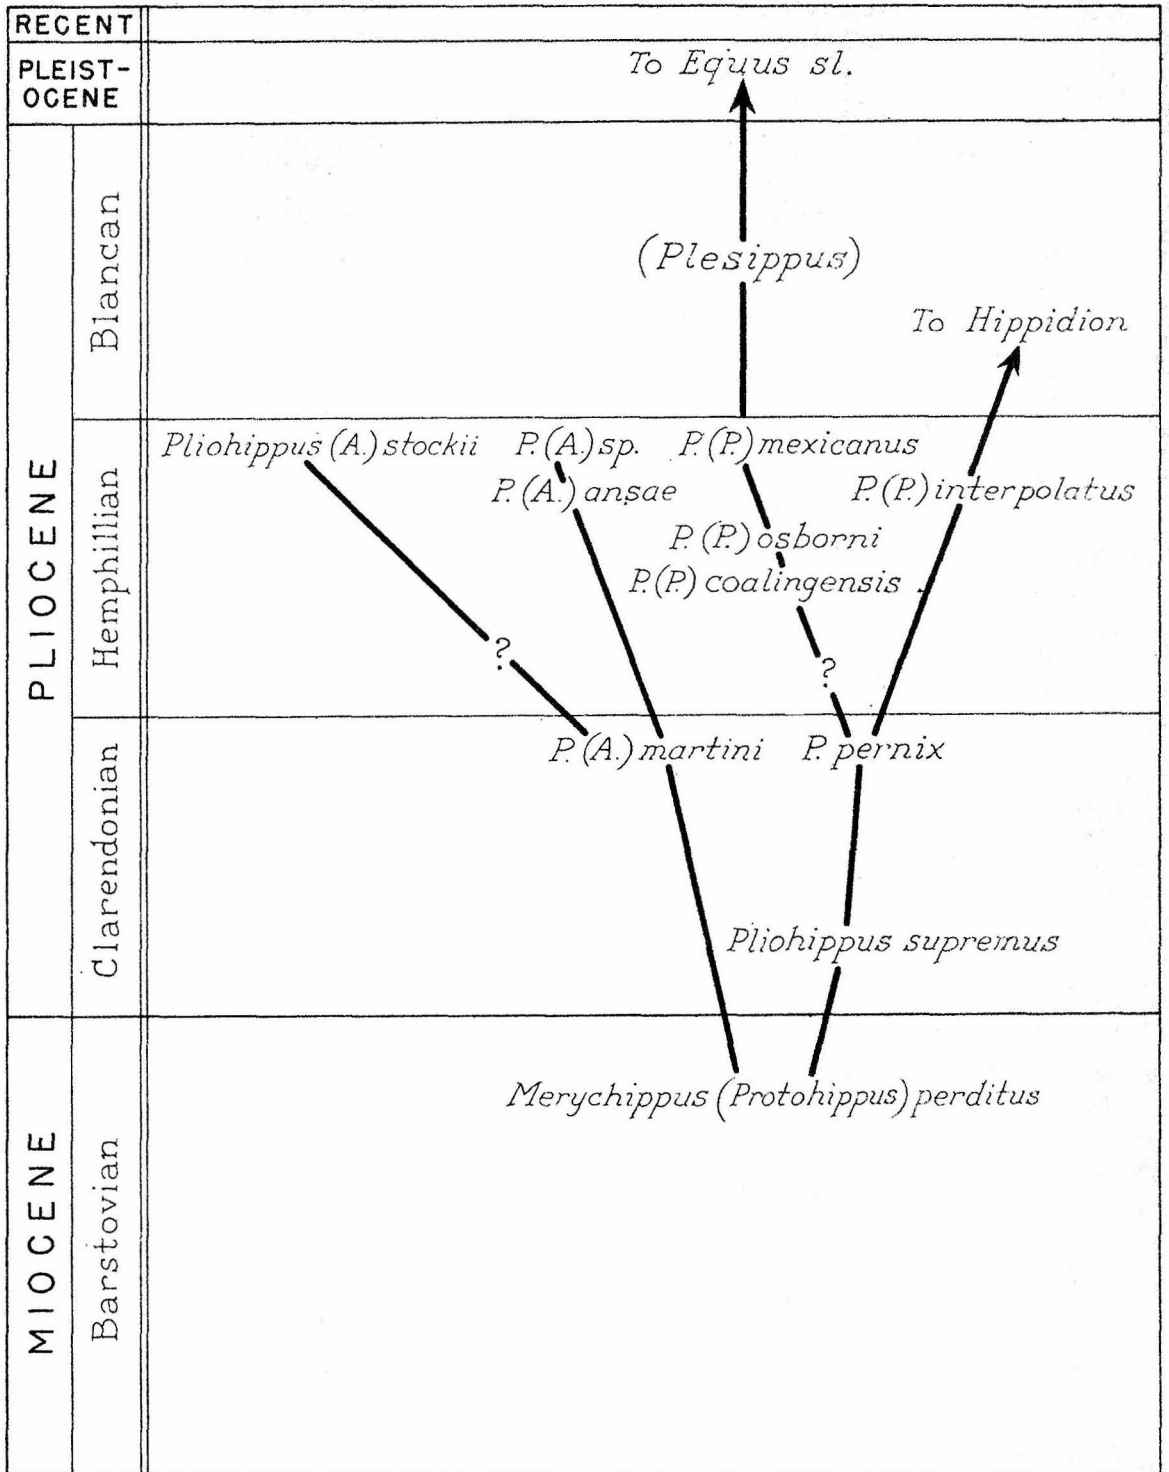 RECENT
PLEIST-
OCENE
To Equus sl.
PLIOCENE
Blancan
(Plesippus)
To Hippidion
Hemphillian
Pliohippus (A.) stockii
P. (A.) sp.
P. (P.) mexicanus
P. (A.) ansae
P. (P.) interpolatus
P. (P.) osborni
P. (P.) coalingensis
?
?
Clarendonian
P. (A.) martini
P. pernix
Pliohippus supremus
MIOCENE
Barstovian
Merychippus (Protohippus) perditus